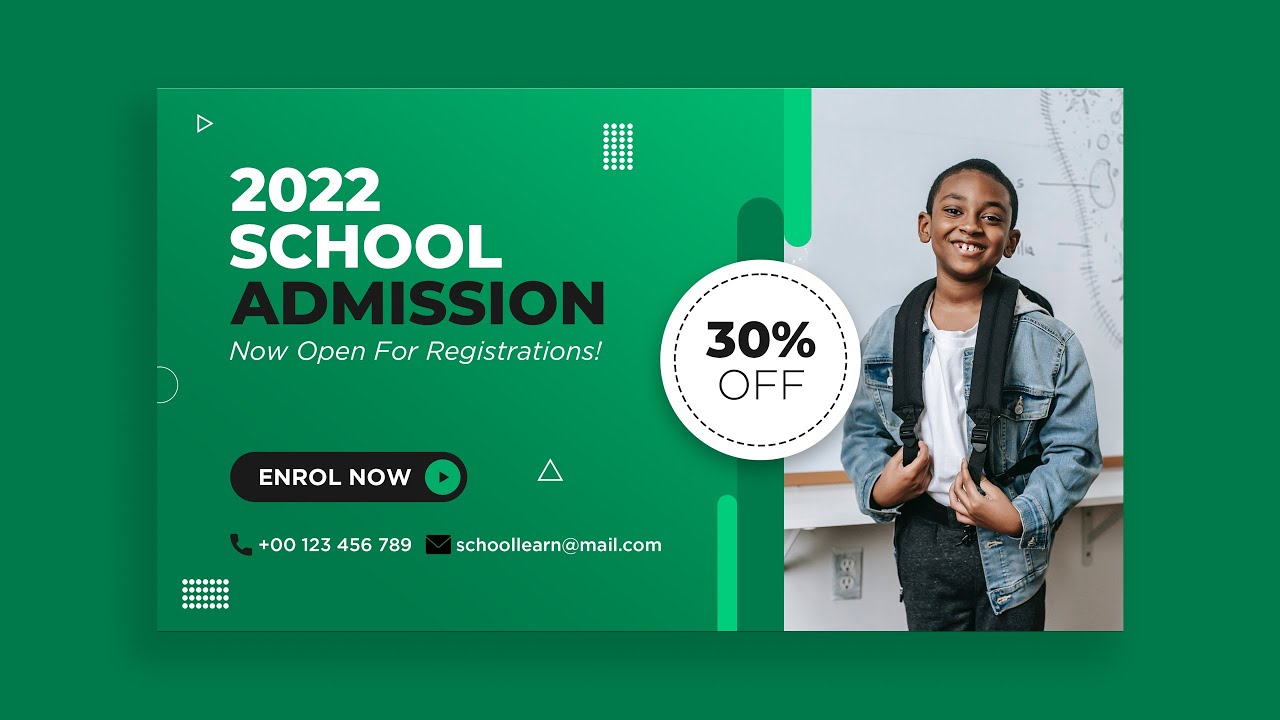 2022
SCHOOL
ADMISSION
Now Open For Registrations!
30%
OFF
ENROL NOW
+00 123 456 789 schoollearn@mail.com